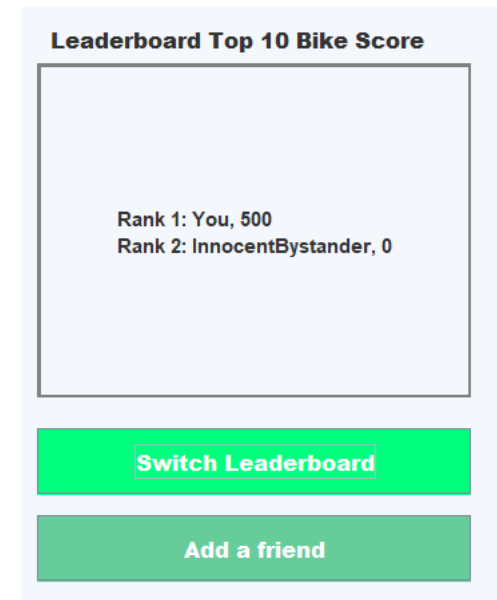 Leaderboard Top 10 Bike Score
Rank 1: You, 500
Rank 2: InnocentBystander, 0
Switch Leaderboard
Add a friend